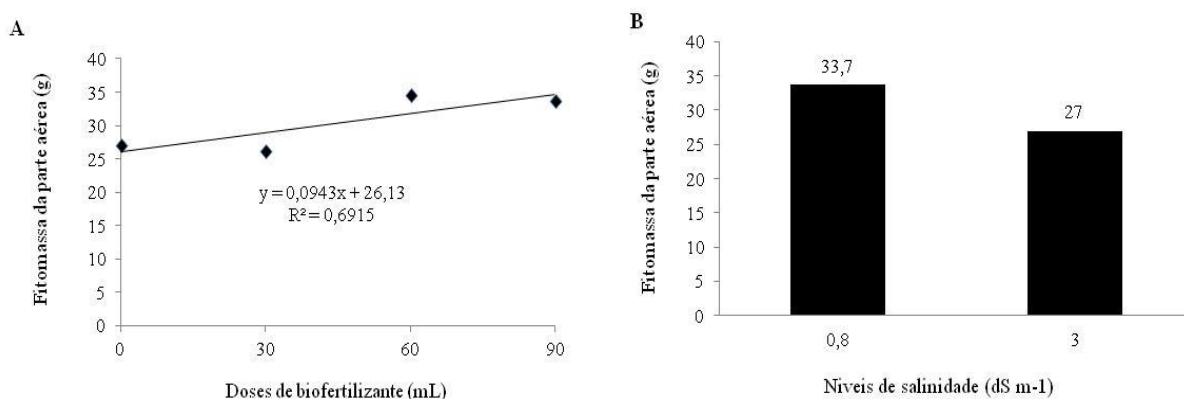 A
Fitomassa da parte aérea (g)
40
35
30
25
20
15
10
5
0
y = 0,0943x + 26,13
R² = 0,6915
0 30 60 90
Doses de biofertilizante (mL)
B
Fitomassa da parte aérea (g)
40
35
30
25
20
15
10
5
0
33,7
27
0,8 3
Niveis de salinidade (dS m-1)